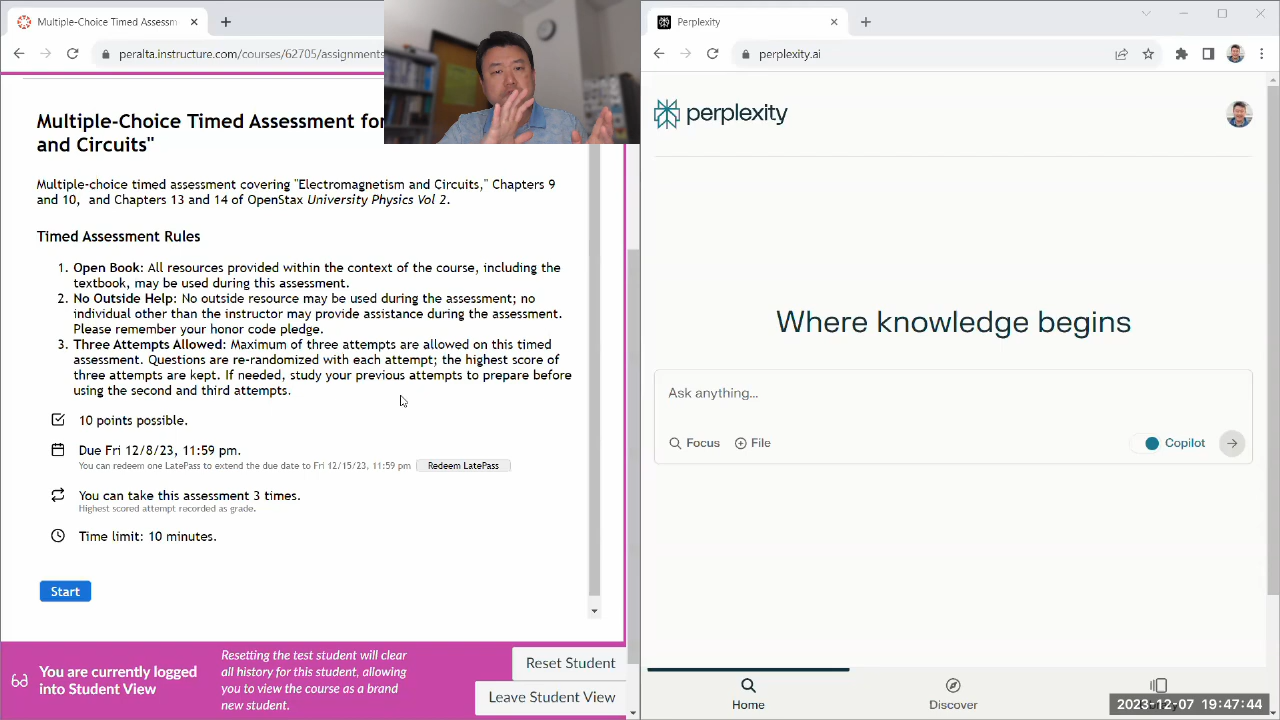 Multiple-Choice Timed Assessm
peralta.instructure.com/courses/62705/assignments
Multiple-Choice Timed Assessment for
and Circuits"
Multiple-choice timed assessment covering "Electromagnetism and Circuits," Chapters 9
and 10, and Chapters 13 and 14 of OpenStax University Physics Vol 2.
Timed Assessment Rules
1. Open Book: All resources provided within the context of the course, including the
textbook, may be used during this assessment.
2. No Outside Help: No outside resource may be used during the assessment; no
individual other than the instructor may provide assistance during the assessment.
Please remember your honor code pledge.
3. Three Attempts Allowed: Maximum of three attempts are allowed on this timed
assessment. Questions are re-randomized with each attempt; the highest score of
three attempts are kept. If needed, study your previous attempts to prepare before
using the second and third attempts.
10 points possible.
Due Fri 12/8/23, 11:59 pm.
You can redeem one LatePass to extend the due date to Fri 12/15/23, 11:59 pm Redeem LatePass
You can take this assessment 3 times.
Highest scored attempt recorded as grade.
Time limit: 10 minutes.
Start
You are currently logged
into Student View
Resetting the test student will clear
all history for this student, allowing
you to view the course as a brand
new student.
Reset Student
Leave Student View
Perplexity
perplexity.ai
perplexity
Where knowledge begins
Ask anything...
Focus File Copilot
Home
Discover
2023-12-07 19:47:44